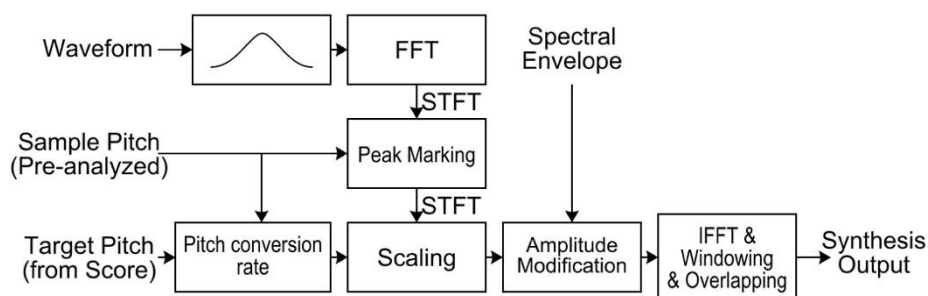 Waveform
FFT
Spectral
Envelope
STFT
Sample Pitch
(Pre-analyzed)
Peak Marking
STFT
Target Pitch
(from Score)
Pitch conversion
rate
Scaling
Amplitude
Modification
IFFT &
Windowing
& Overlapping
Synthesis
Output